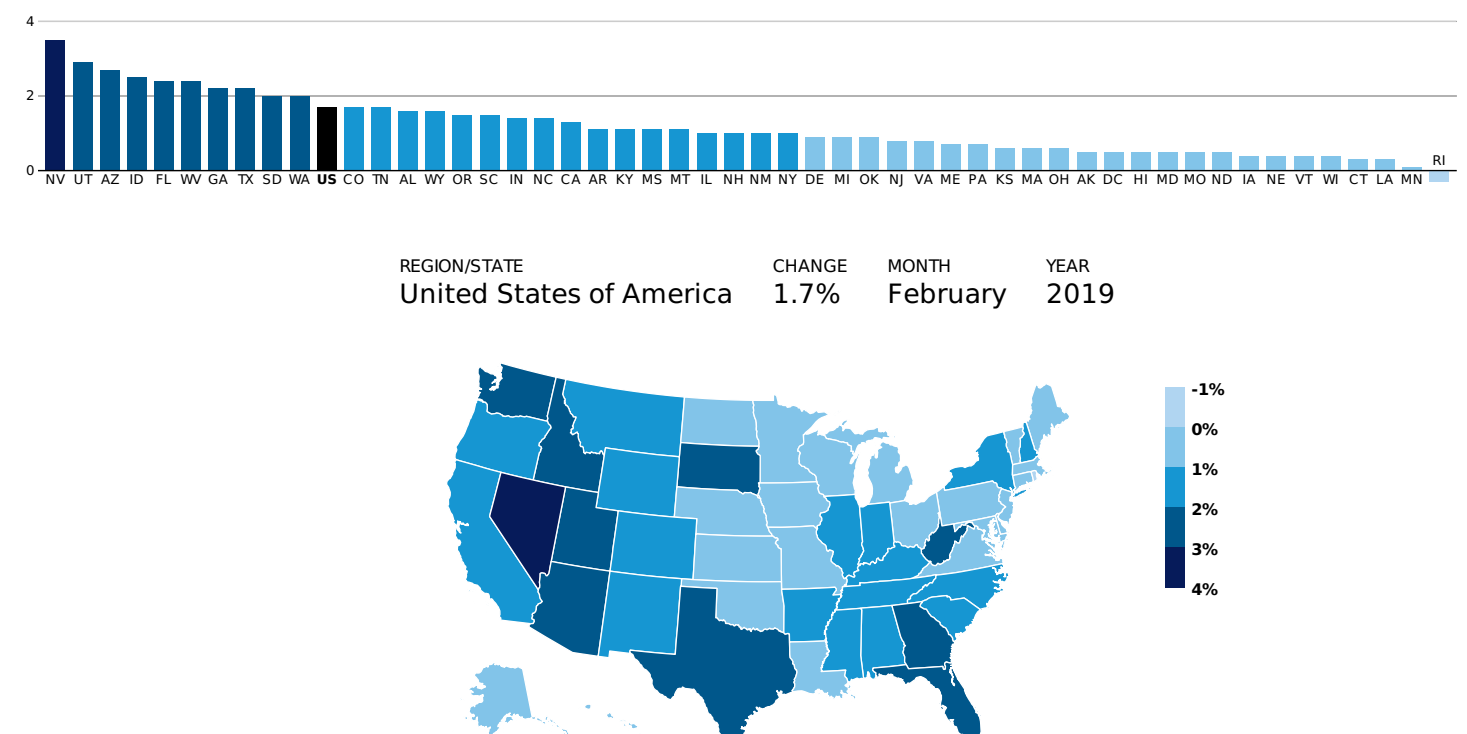 4
2
0
RI
NV UT AZ ID FL WV GA TX SD WA US CO TN AL WY OR SC IN NC CA AR KY MS MT IL NH NM NY DE MI OK NJ VA ME PA KS MA OH AK DC HI MD MO ND IA NE VT WI CT LA MN
REGION/STATE CHANGE MONTH YEAR
United States of America 1.7% February 2019
-1%
0%
1%
2%
3%
4%